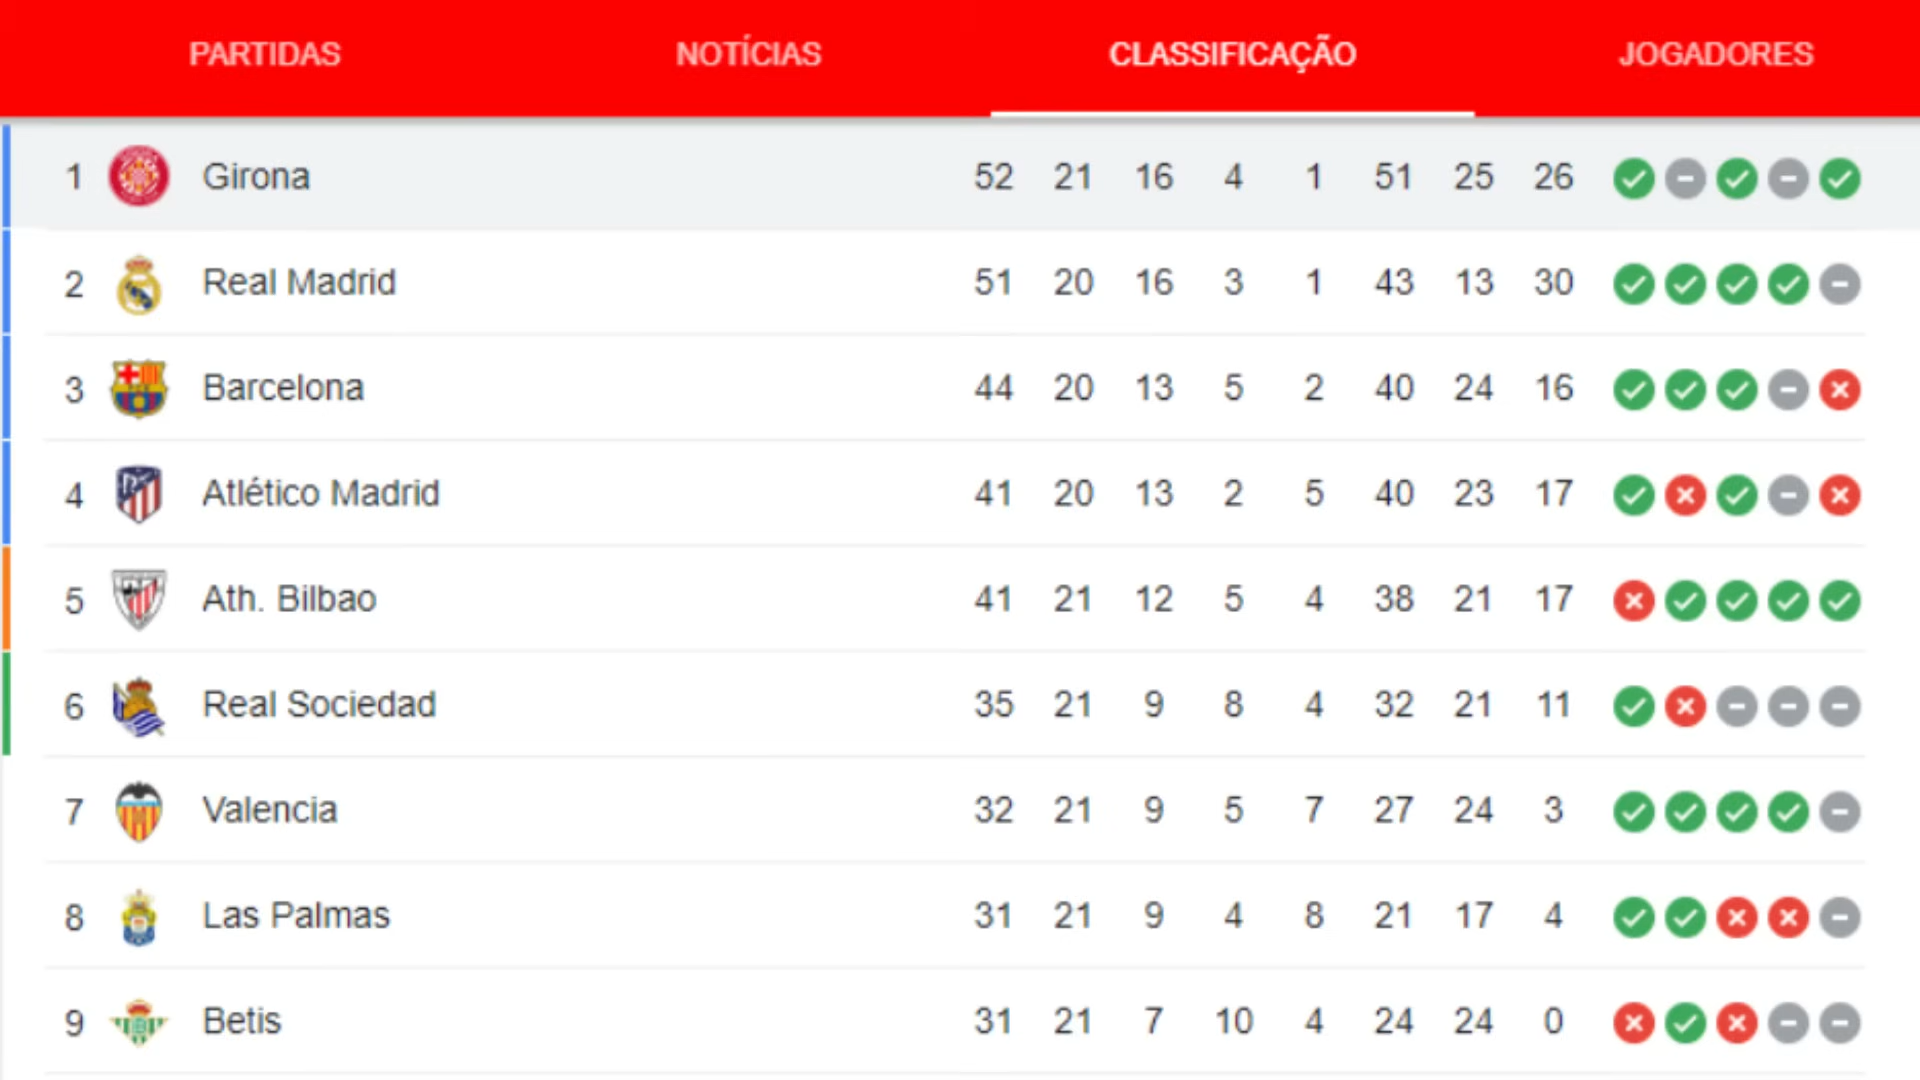 PARTIDAS NOTÍCIAS CLASSIFICAÇÃO JOGADORES
1 Girona 52 21 16 4 1 51 25 26
2 Real Madrid 51 20 16 3 1 43 13 30
3 Barcelona 44 20 13 5 2 40 24 16
4 Atlético Madrid 41 20 13 2 5 40 23 17
5 Ath. Bilbao 41 21 12 5 4 38 21 17
6 Real Sociedad 35 21 9 8 4 32 21 11
7 Valencia 32 21 9 5 7 27 24 3
8 Las Palmas 31 21 9 4 8 21 17 4
9 Betis 31 21 7 10 4 24 24 0